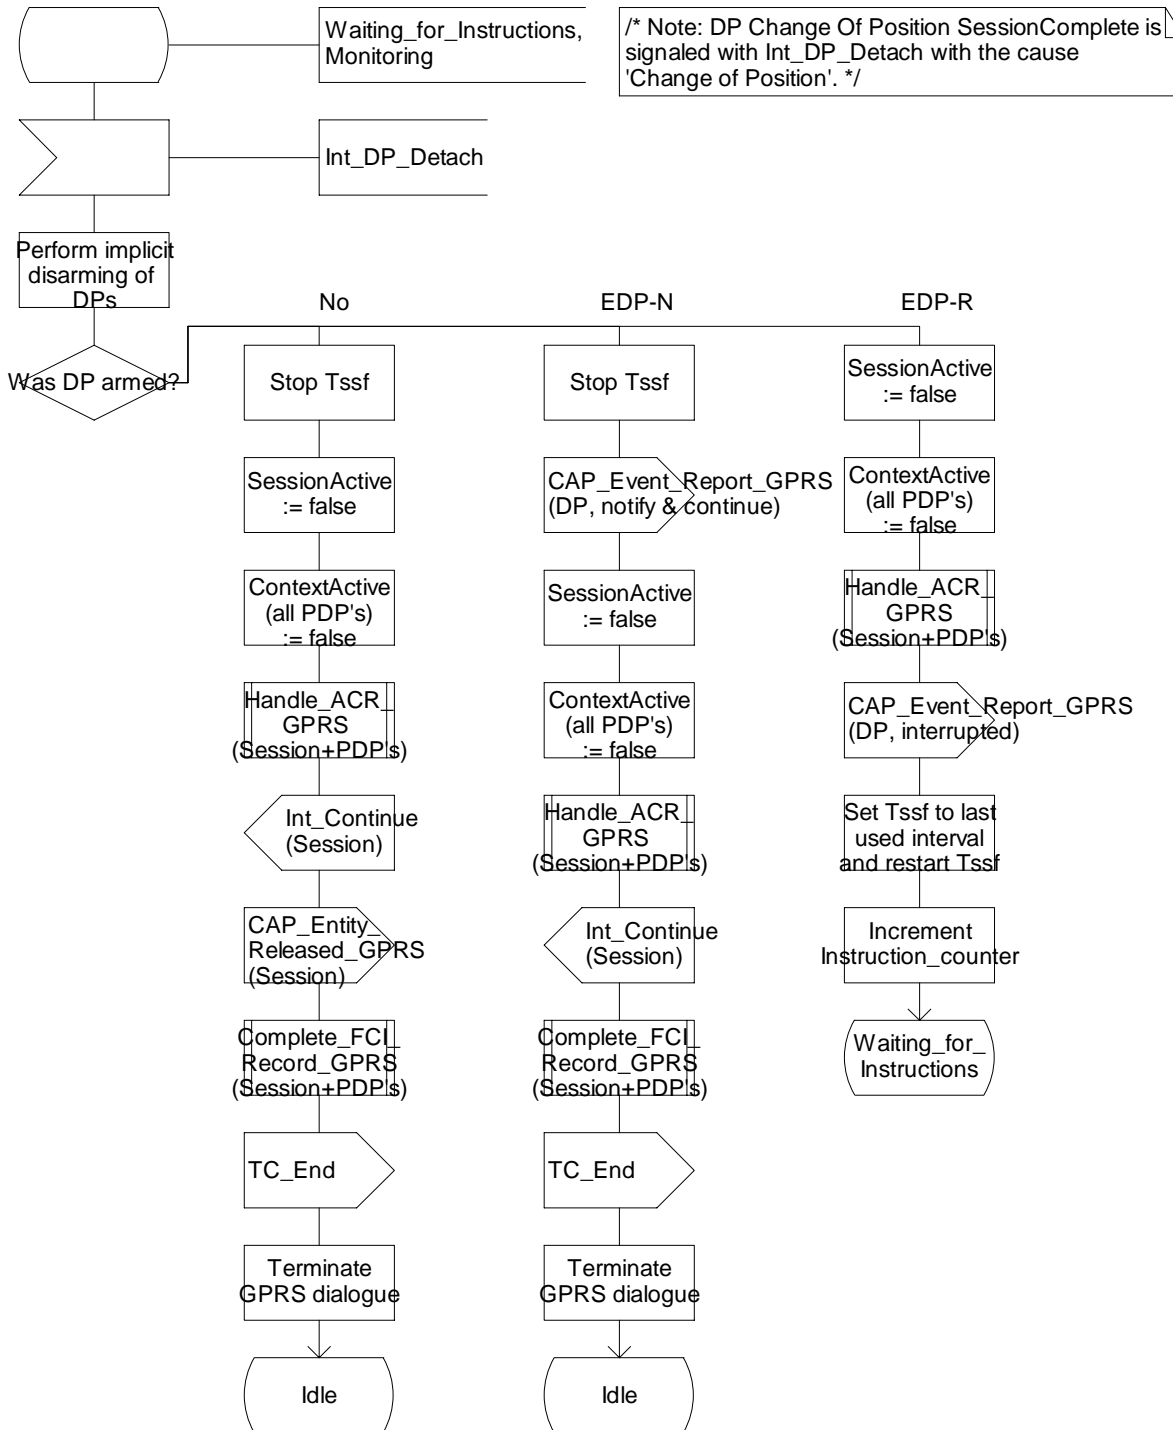 Waiting_for_Instructions,
Monitoring
/* Note: DP Change Of Position SessionComplete is
signaled with Int_DP_Detach with the cause
'Change of Position'. */
Int_DP_Detach
Perform implicit
disarming of
DPs
Was DP armed?
No
EDP-N
EDP-R
Stop Tssf
SessionActive
:= false
ContextActive
(all PDP's)
:= false
Handle_ACR_
GPRS
(Session+PDP's)
Int_Continue
(Session)
CAP_Entity_
Released_GPRS
(Session)
Complete_FCI_
Record_GPRS
(Session+PDP's)
TC_End
Terminate
GPRS dialogue
Idle
Stop Tssf
CAP_Event_Report_GPRS
(DP, notify & continue)
SessionActive
:= false
ContextActive
(all PDP's)
:= false
Handle_ACR_
GPRS
(Session+PDP's)
Int_Continue
(Session)
Complete_FCI_
Record_GPRS
(Session+PDP's)
TC_End
Terminate
GPRS dialogue
Idle
SessionActive
:= false
ContextActive
(all PDP's)
:= false
Handle_ACR_
GPRS
(Session+PDP's)
CAP_Event_Report_GPRS
(DP, interrupted)
Set Tssf to last
used interval
and restart Tssf
Increment
Instruction_counter
Waiting_for_
Instructions